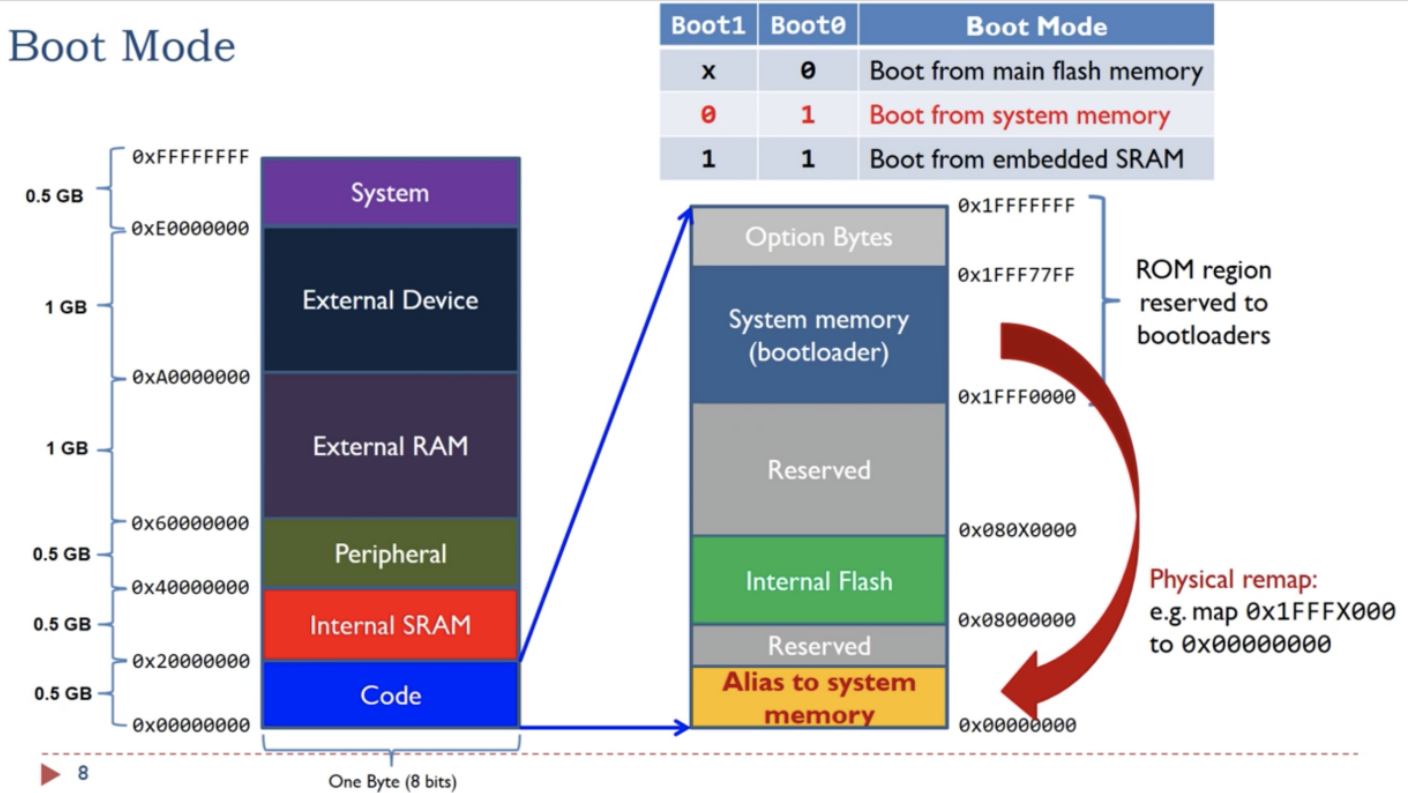 Boot Mode
Boot1 Boot0 Boot Mode
x 0 Boot from main flash memory
0 1 Boot from system memory
1 1 Boot from embedded SRAM
0xFFFFFFFF
0.5 GB
System
0xE0000000
1 GB
External Device
0xA0000000
1 GB
External RAM
0x60000000
0.5 GB
Peripheral
0x40000000
0.5 GB
Internal SRAM
0x20000000
0.5 GB
Code
0x00000000
One Byte (8 bits)
0x1FFFFFFF
Option Bytes
0x1FFF77FF
System memory
(bootloader)
0x1FFF0000
Reserved
0x080X0000
Internal Flash
0x08000000
Reserved
Alias to system
memory
0x00000000
ROM region
reserved to
bootloaders
Physical remap:
e.g. map 0x1FFFX000
to 0x00000000
8